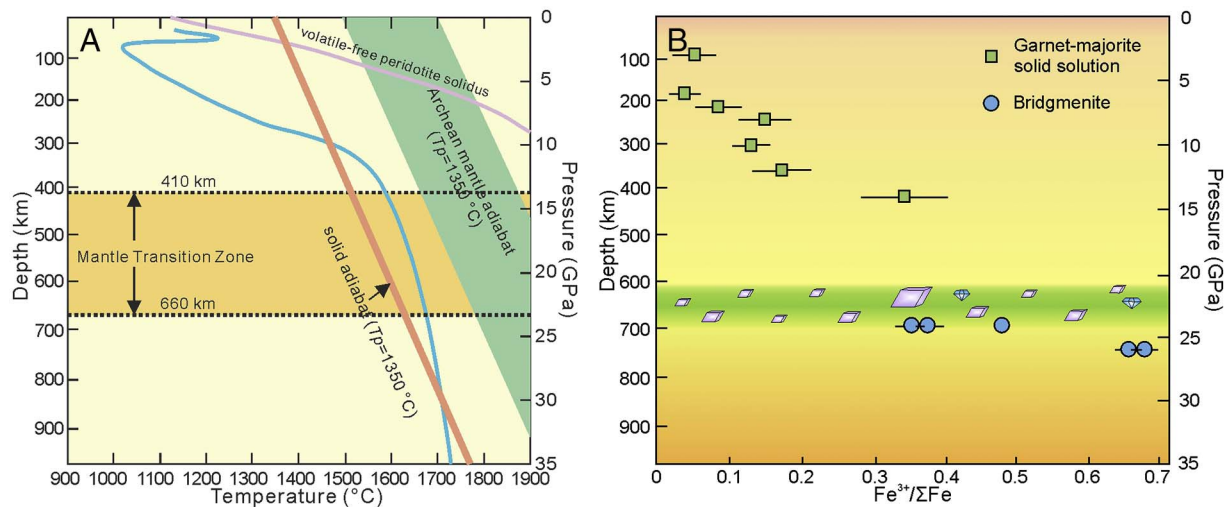 A
900 1000 1100 1200 1300 1400 1500 1600 1700 1800 1900
Temperature (°C)
100
200
300
400
500
600
700
800
900
Depth (km)
0
5
10
15
20
25
30
35
Pressure (GPa)
volatile-free peridotite solidus
Archean mantle adiabat
(Tp=1350 °C)
410 km
Mantle Transition Zone
660 km
solid adiabat (Tp=1350 °C)
B
Garnet-majorite
solid solution
Bridgmenite
100
200
300
400
500
600
700
800
900
Depth (km)
0
5
10
15
20
25
30
35
Pressure (GPa)
0 0.1 0.2 0.3 0.4 0.5 0.6 0.7
Fe³⁺/ΣFe